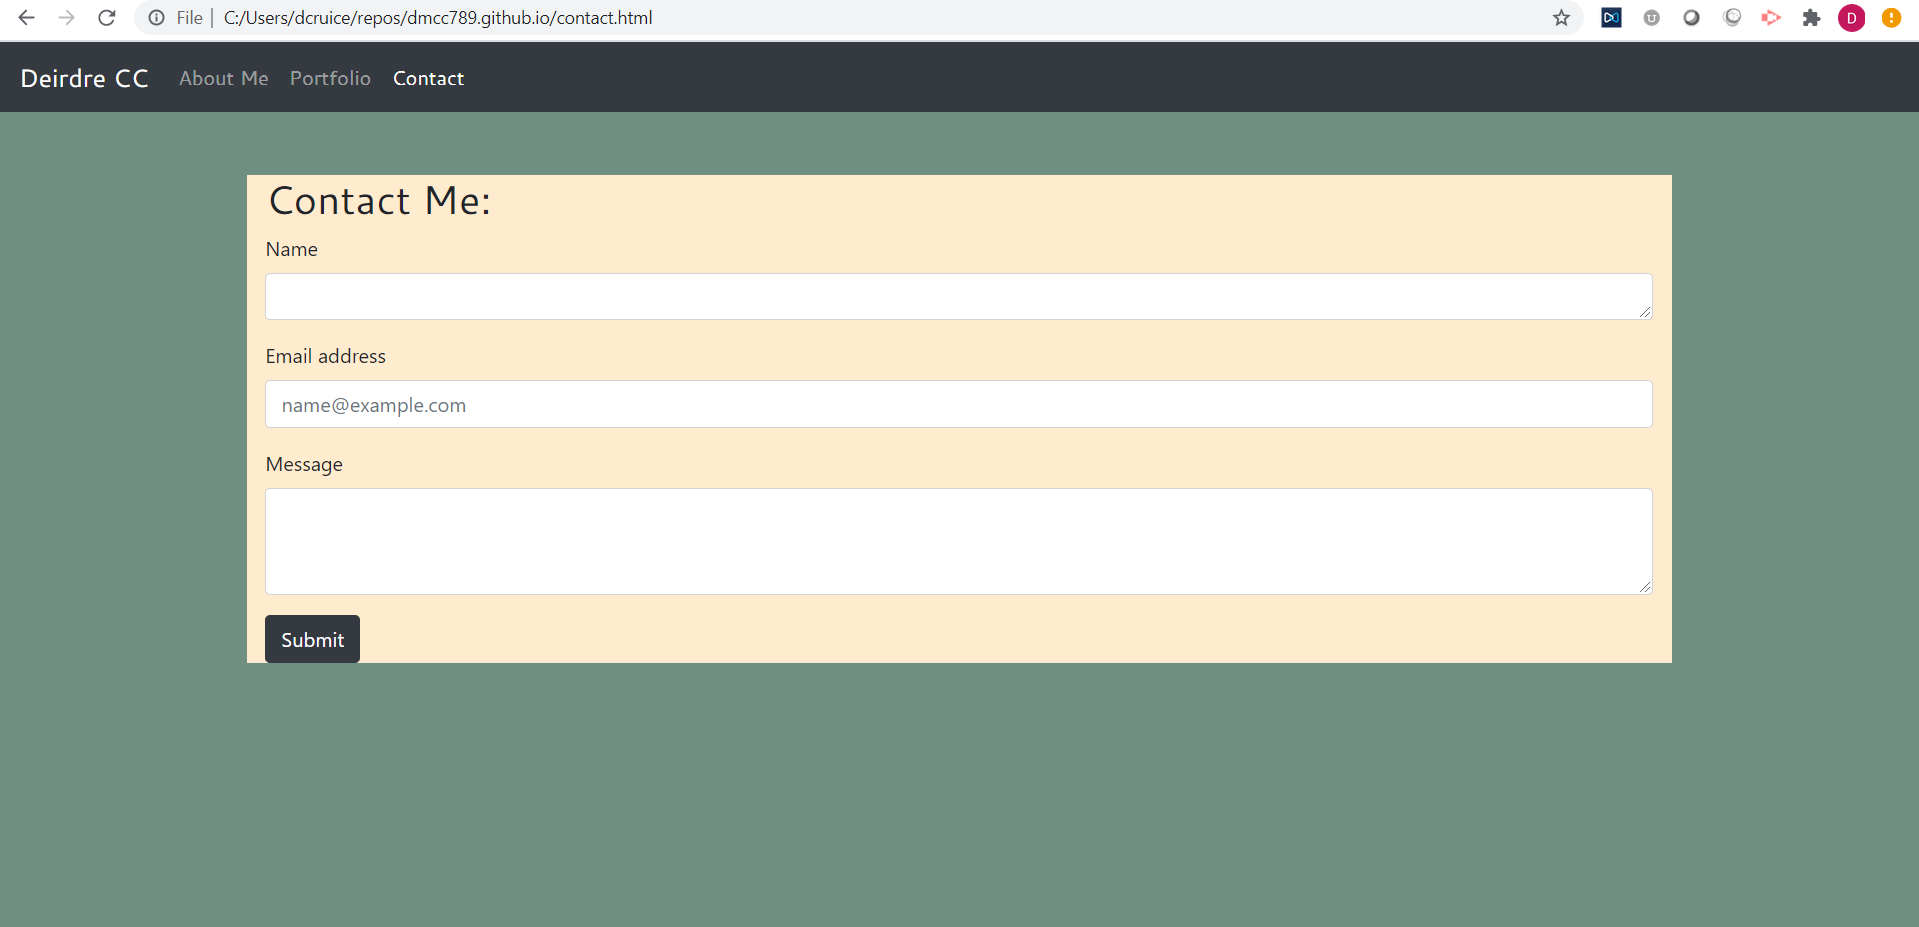 File | C:/Users/dcruice/repos/dmcc789.github.io/contact.html D
Deirdre CC About Me Portfolio Contact
Contact Me:
Name
Email address
name@example.com
Message
Submit